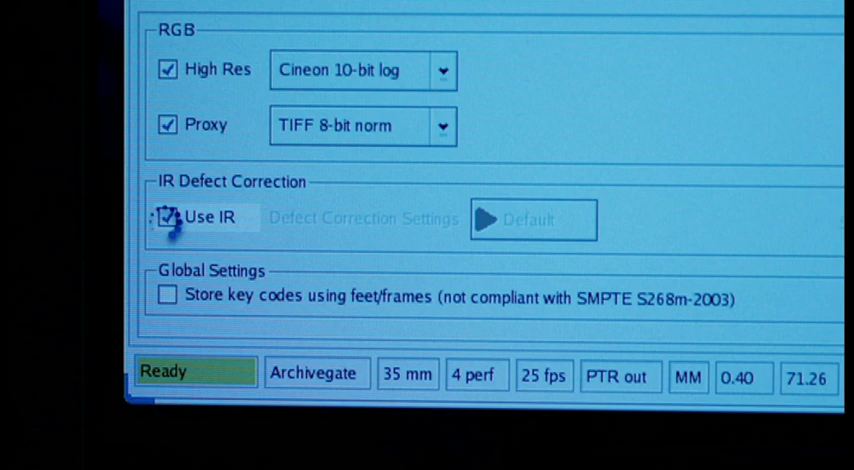 RGB
High Res Cineon 10-bit log
Proxy TIFF 8-bit norm
IR Defect Correction
Use IR Defect Correction Settings Default
Global Settings
Store key codes using feet/frames (not compliant with SMPTE S268m-2003)
Ready Archivegate 35 mm 4 perf 25 fps PTR out MM 0.40 71.26